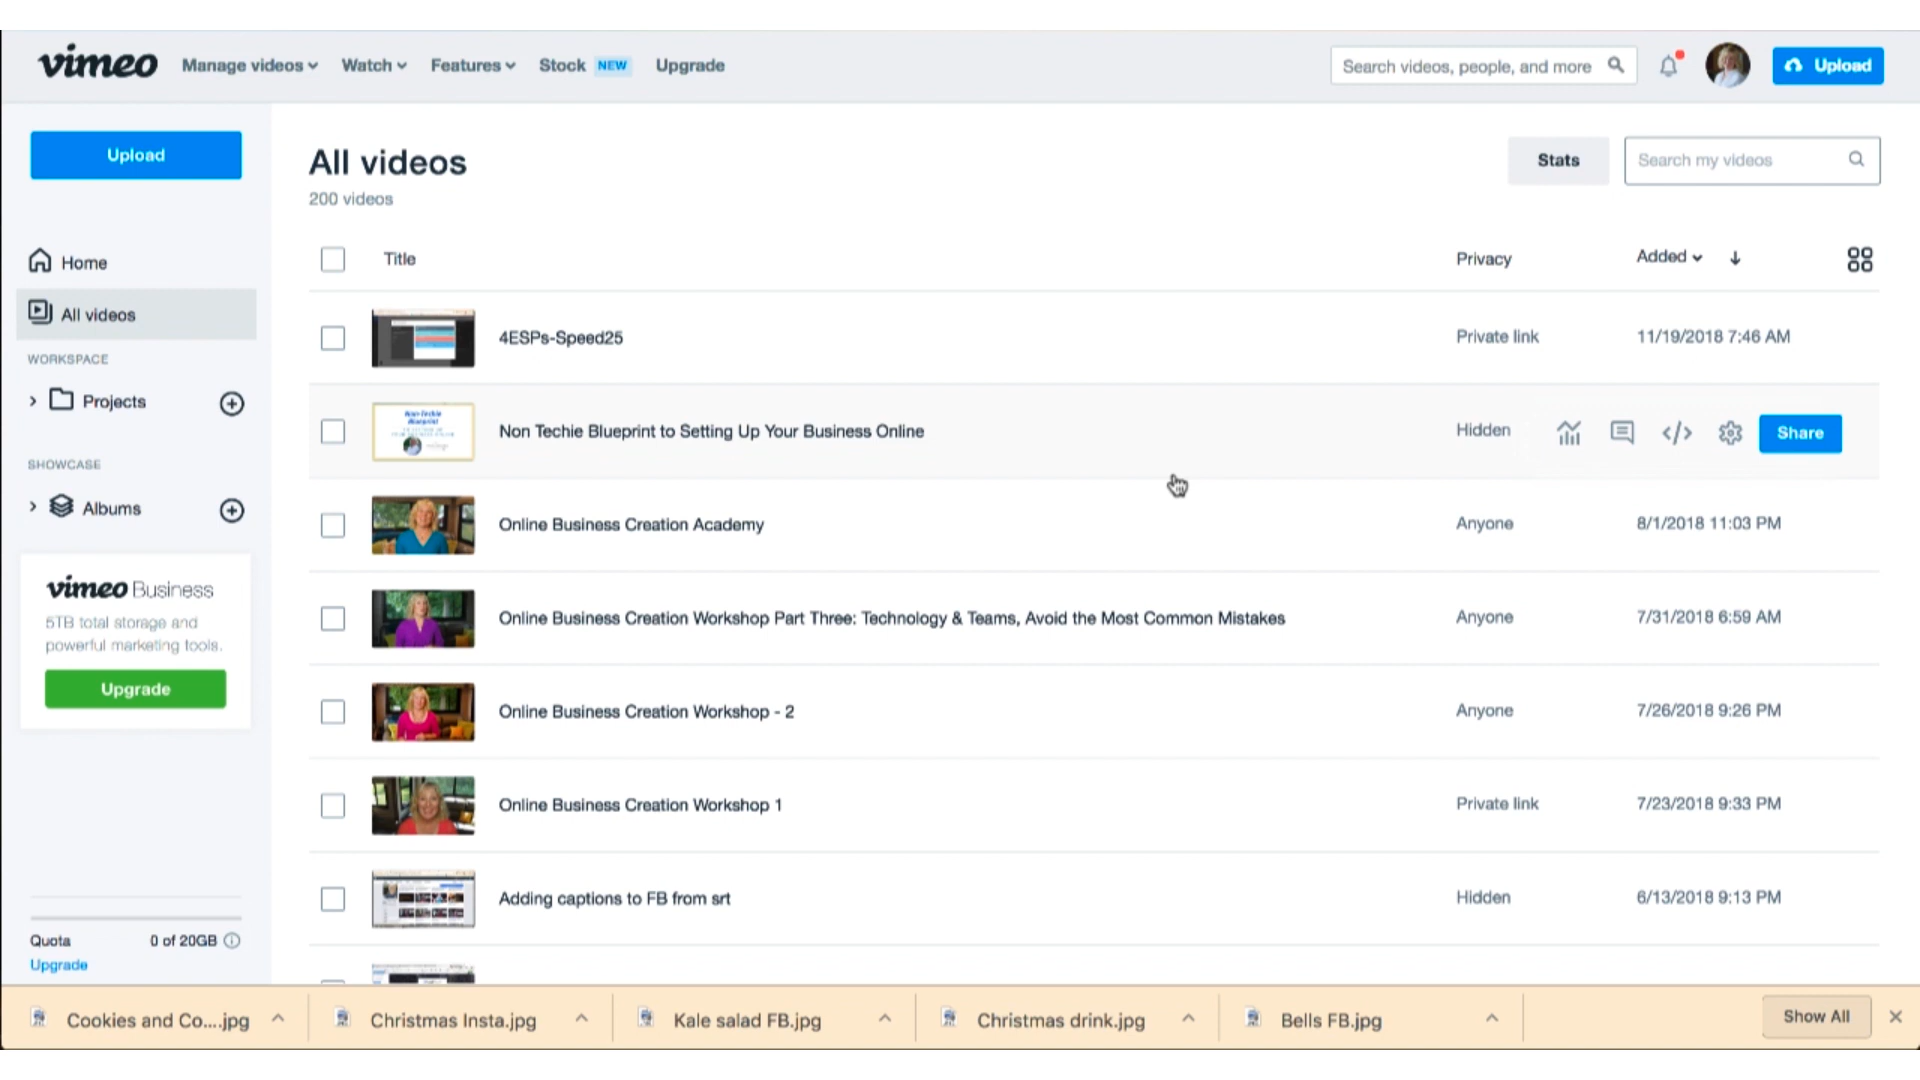 vimeo Manage videos Watch Features Stock NEW Upgrade Search videos, people, and more Upload
Upload
All videos
200 videos
Stats
Search my videos
Home
All videos
WORKSPACE
Projects
SHOWCASE
Albums
vimeo Business
5TB total storage and
powerful marketing tools.
Upgrade
Quota 0 of 20GB
Upgrade
Title Privacy Added
4ESPs-Speed25 Private link 11/19/2018 7:46 AM
Non Techie Blueprint to Setting Up Your Business Online Hidden Share
Online Business Creation Academy Anyone 8/1/2018 11:03 PM
Online Business Creation Workshop Part Three: Technology & Teams, Avoid the Most Common Mistakes Anyone 7/31/2018 6:59 AM
Online Business Creation Workshop - 2 Anyone 7/26/2018 9:26 PM
Online Business Creation Workshop 1 Private link 7/23/2018 9:33 PM
Adding captions to FB from srt Hidden 6/13/2018 9:13 PM
Non-Techie
Blueprint
Cookies and Co....jpg Christmas Insta.jpg Kale salad FB.jpg Christmas drink.jpg Bells FB.jpg Show All